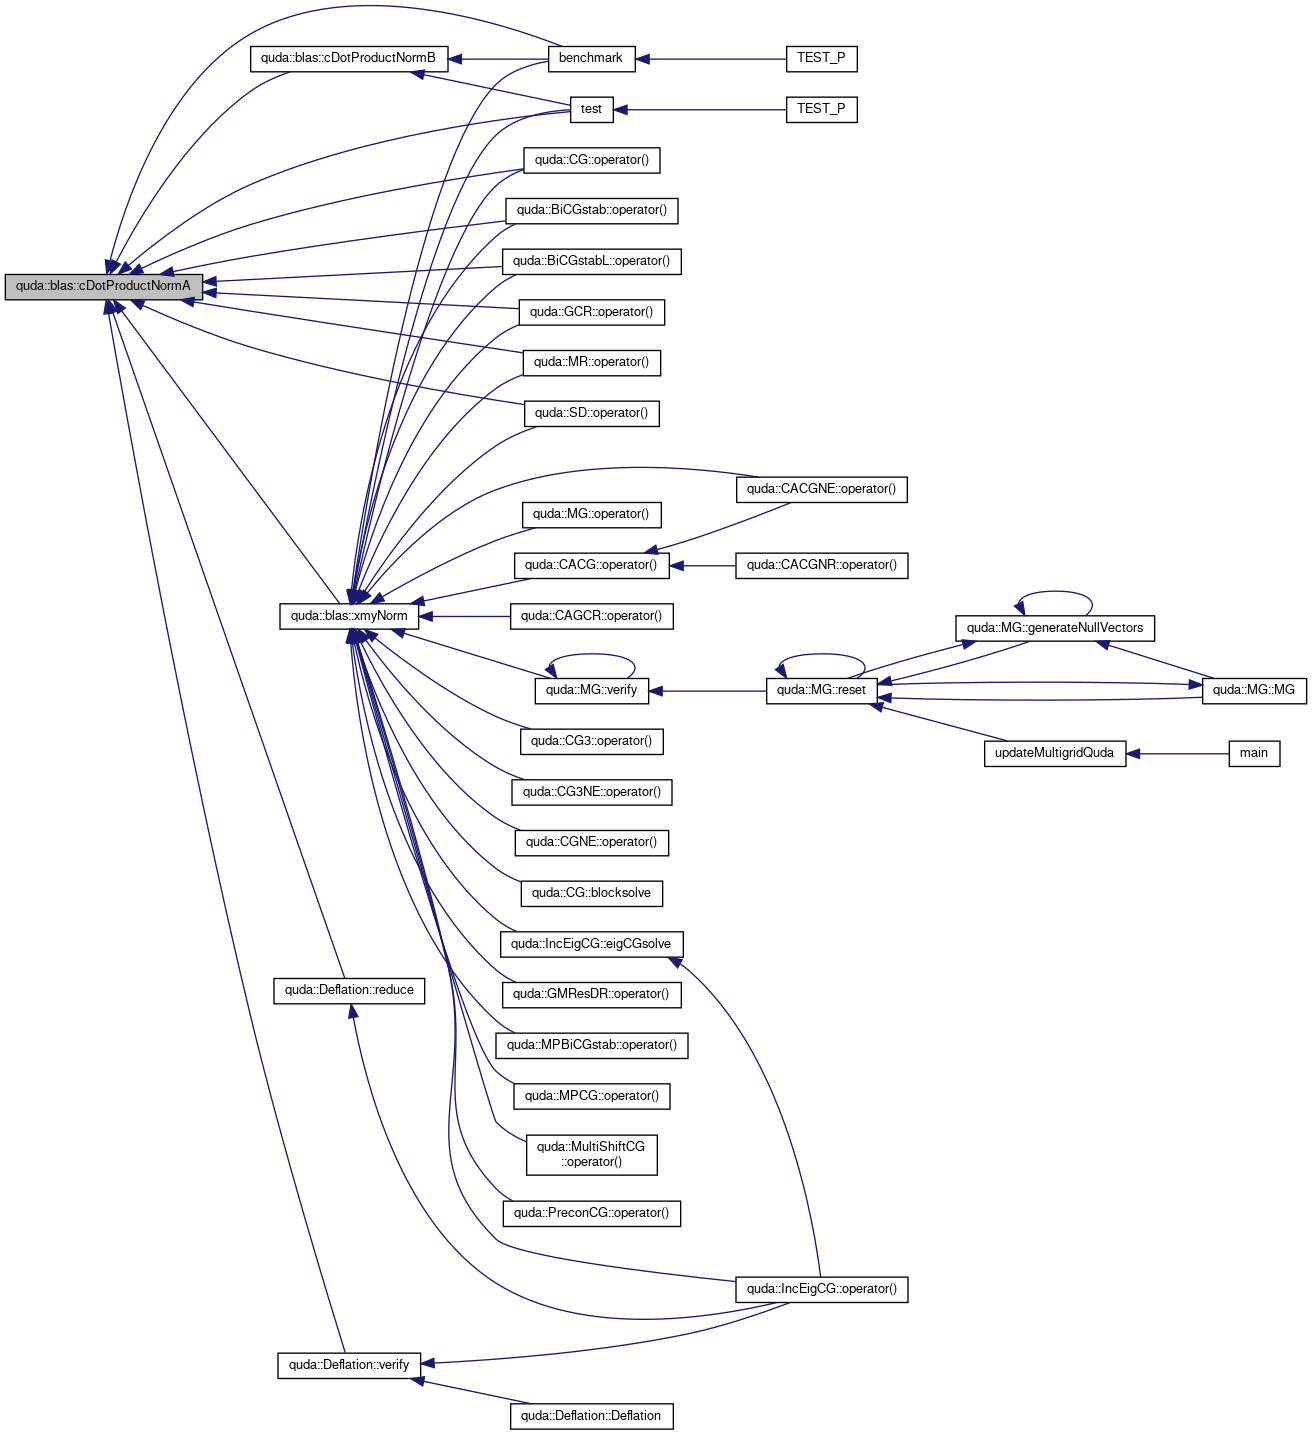 quda::blas::cDotProductNormB
benchmark
TEST_P
test
TEST_P
quda::CG::operator()
quda::BiCGstab::operator()
quda::BiCGstabL::operator()
quda::blas::cDotProductNormA
quda::GCR::operator()
quda::MR::operator()
quda::SD::operator()
quda::CACGNE::operator()
quda::MG::operator()
quda::CACG::operator()
quda::CACGNR::operator()
quda::blas::xmyNorm
quda::CAGCR::operator()
quda::MG::generateNullVectors
quda::MG::verify
quda::MG::reset
quda::MG::MG
quda::CG3::operator()
updateMultigridQuda
main
quda::CG3NE::operator()
quda::CGNE::operator()
quda::CG::blocksolve
quda::IncEigCG::eigCGsolve
quda::Deflation::reduce
quda::GMResDR::operator()
quda::MPBiCGstab::operator()
quda::MPCG::operator()
quda::MultiShiftCG
::operator()
quda::PreconCG::operator()
quda::IncEigCG::operator()
quda::Deflation::verify
quda::Deflation::Deflation